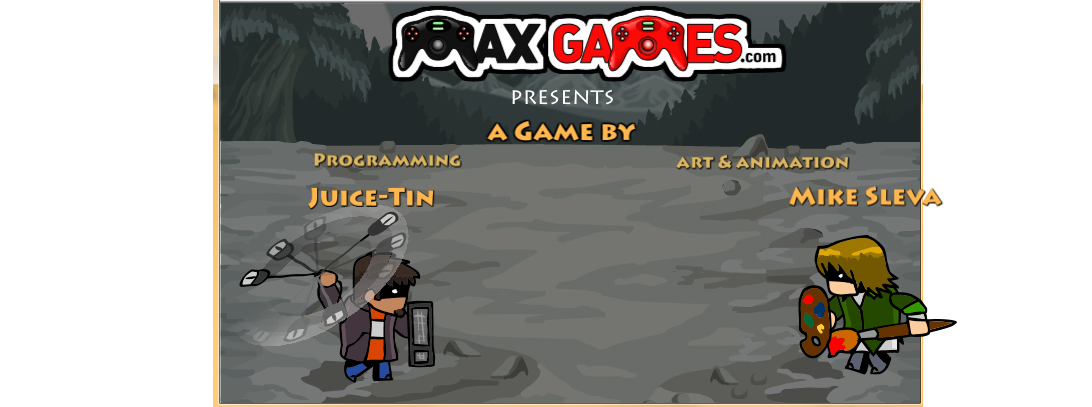 MAX GAMES.com
PRESENTS
A GAME BY
PROGRAMMING
ART & ANIMATION
JUICE-TIN
MIKE SLEVA